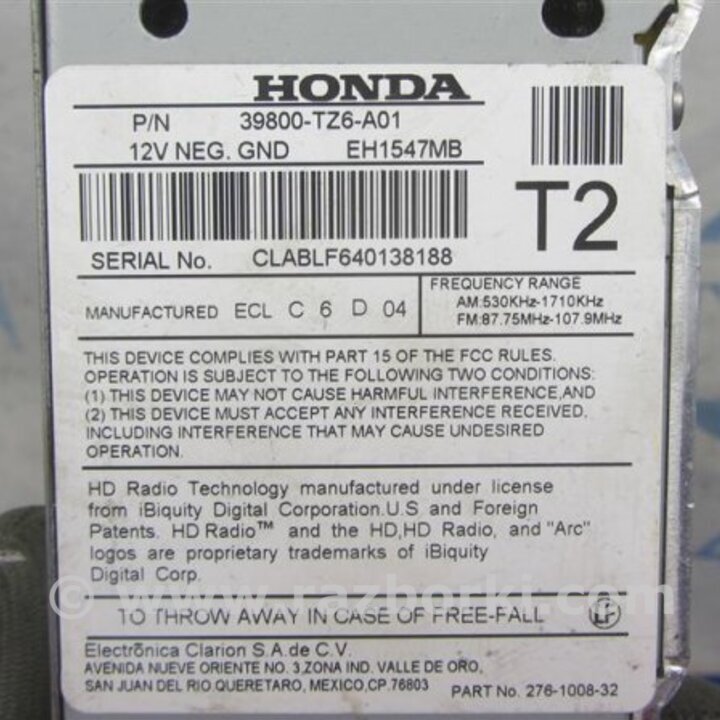 HONDA
P/N 39800-TZ6-A01
12V NEG. GND EH1547MB
T2
SERIAL No. CLABLF640138188
MANUFACTURED ECL C 6 D 04
FREQUENCY RANGE
AM:530KHz-1710KHz
FM:87.75MHz-107.9MHz
THIS DEVICE COMPLIES WITH PART 15 OF THE FCC RULES.
OPERATION IS SUBJECT TO THE FOLLOWING TWO CONDITIONS:
(1) THIS DEVICE MAY NOT CAUSE HARMFUL INTERFERENCE,AND
(2) THIS DEVICE MUST ACCEPT ANY INTERFERENCE RECEIVED,
INCLUDING INTERFERENCE THAT MAY CAUSE UNDESIRED
OPERATION.
HD Radio Technology manufactured under license
from iBiquity Digital Corporation.U.S and Foreign
Patents. HD Radio™ and the HD,HD Radio, and "Arc"
logos are proprietary trademarks of iBiquity
Digital Corp.
© www.razborki.com
TO THROW AWAY IN CASE OF FREE-FALL LF
Electrõnica Clarion S.A.de C.V.
AVENIDA NUEVE ORIENTE NO. 3,ZONA IND. VALLE DE ORO,
SAN JUAN DEL RIO.QUERETARO, MEXICO,CP.76803
PART No. 276-1008-32